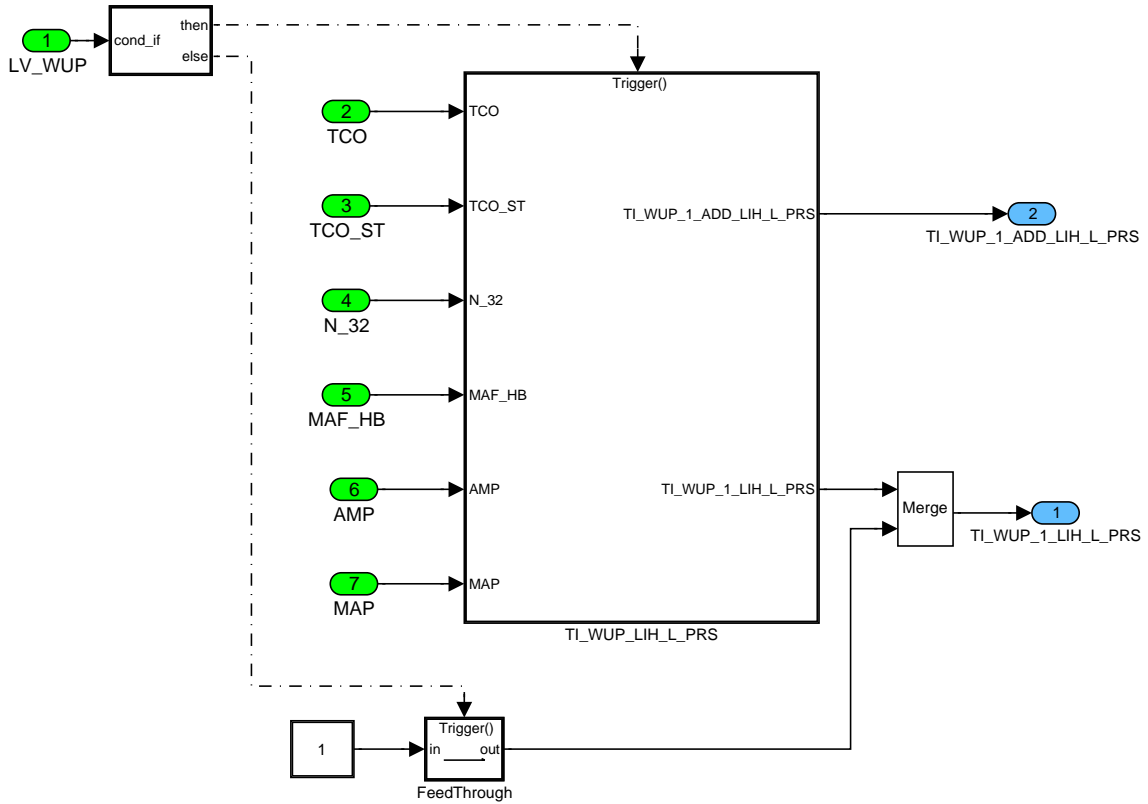 then
1
cond_if
LV_WUP
else
Trigger()
2
TCO
TCO
3
TCO_ST
TCO_ST
TI_WUP_1_ADD_LIH_L_PRS
2
TI_WUP_1_ADD_LIH_L_PRS
4
N_32
N_32
5
MAF_HB
MAF_HB
6
AMP
AMP
TI_WUP_1_LIH_L_PRS
Merge
1
TI_WUP_1_LIH_L_PRS
7
MAP
MAP
TI_WUP_LIH_L_PRS
1
Trigger()
in
out
FeedThrough